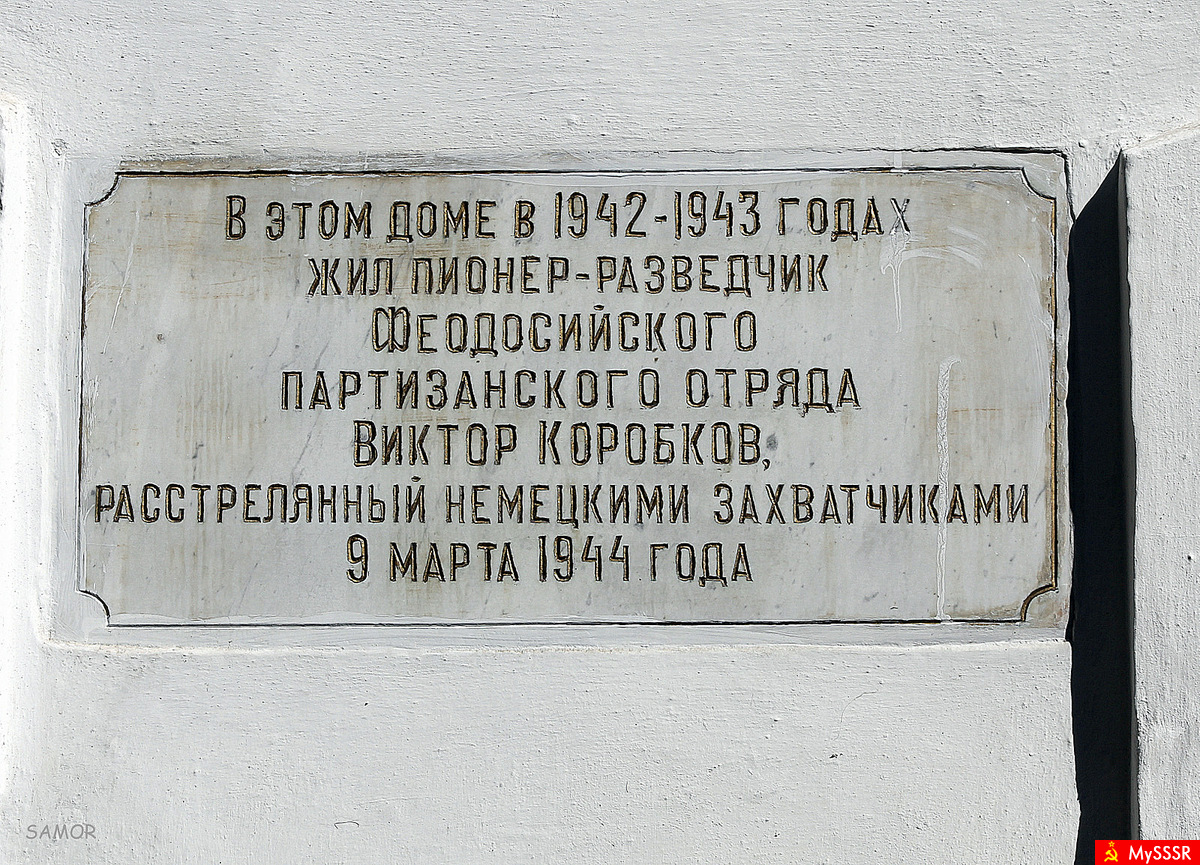 В ЭТОМ ДОМЕ В 1942-1943 ГОДАХ
ЖИЛ ПИОНЕР-РАЗВЕДЧИК
ФЕОДОСИЙСКОГО
ПАРТИЗАНСКОГО ОТРЯДА
ВИКТОР КОРОБКОВ,
РАССТРЕЛЯННЫЙ НЕМЕЦКИМИ ЗАХВАТЧИКАМИ
9 МАРТА 1944 ГОДА
SAMOR
MySSSR